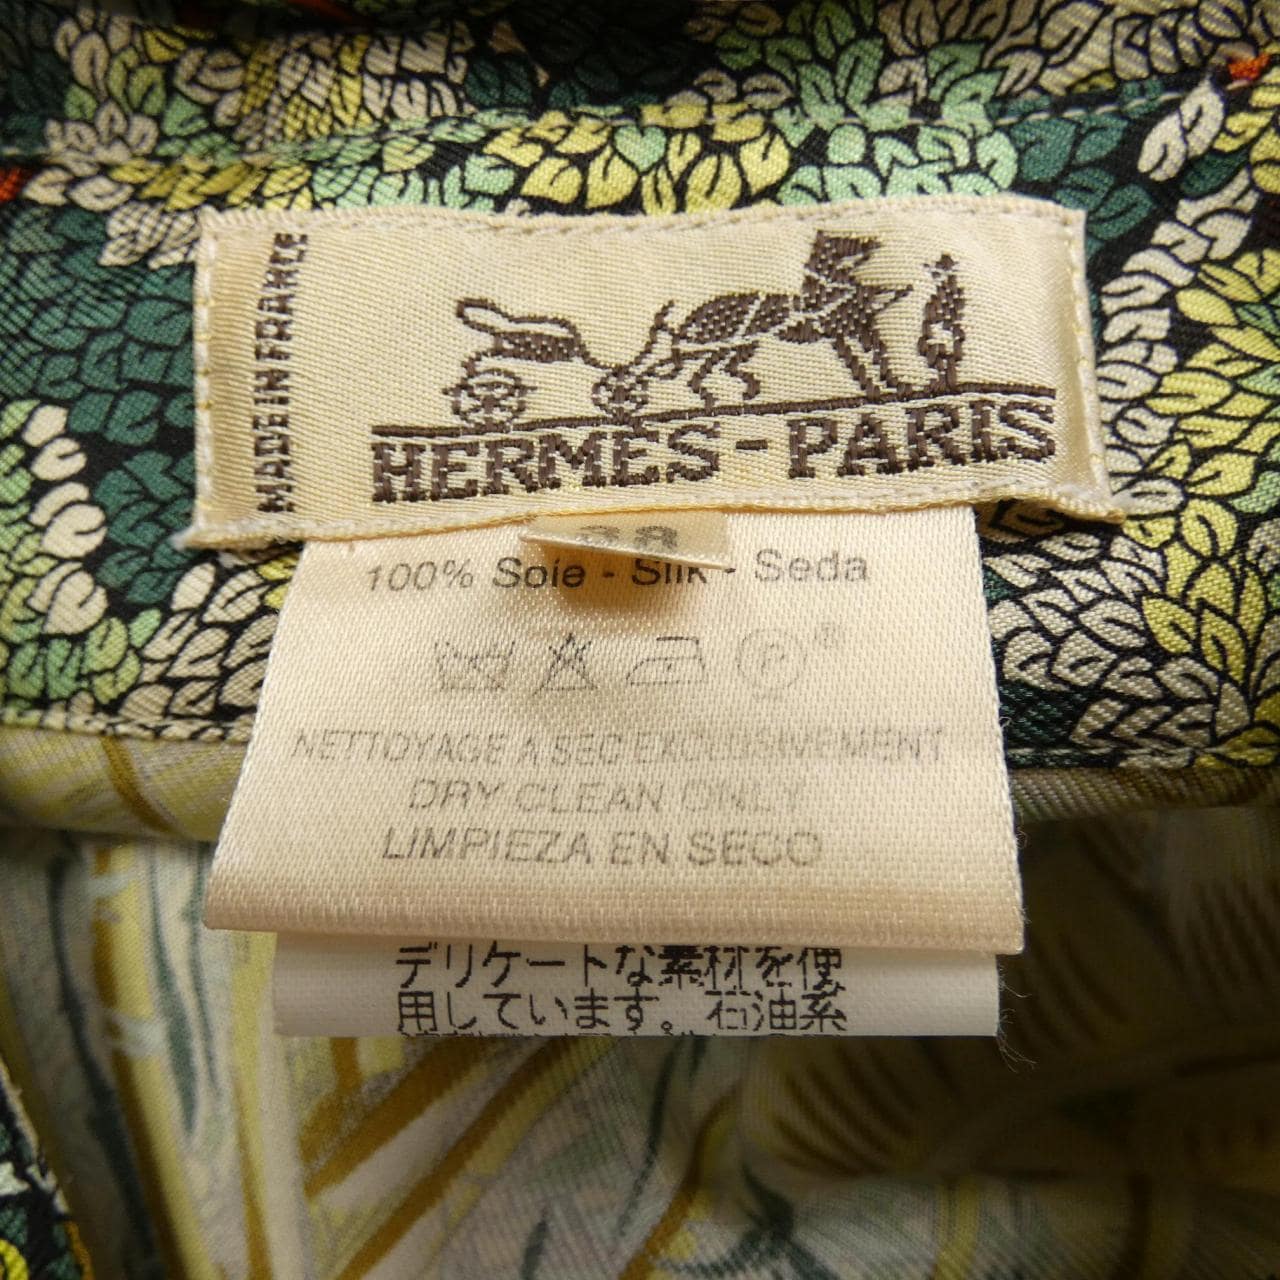 MADE IN FRANCE
HERMES-PARIS
38
100% Soie - Silk - Seda
P ®
NETTOYAGE A SEC EXCLUSIVEMENT
DRY CLEAN ONLY
LIMPIEZA EN SECO
デリケートな素材を使
用しています。石油系